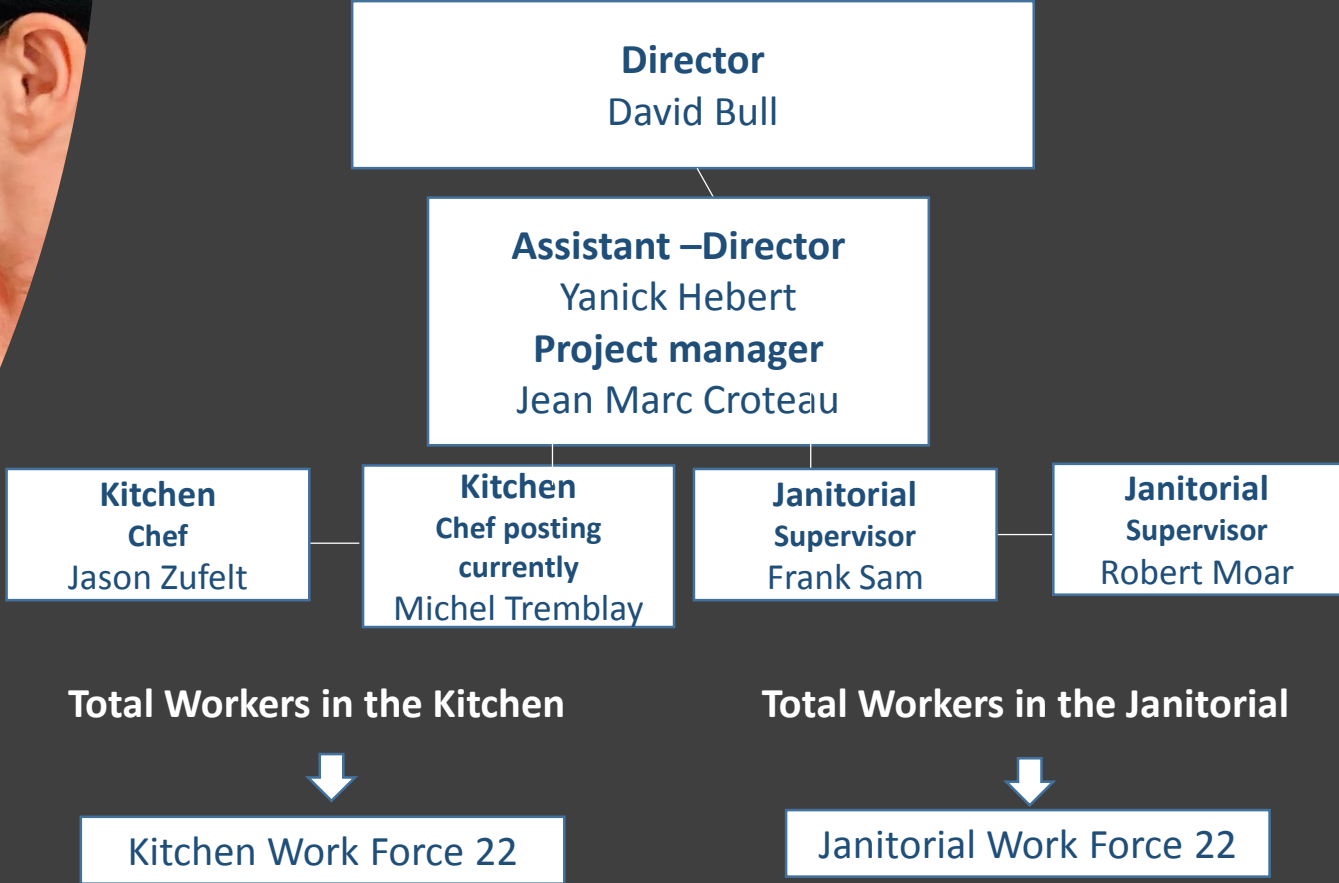 Director
David Bull
Assistant –Director
Yanick Hebert
Project manager
Jean Marc Croteau
Kitchen
Chef
Jason Zufelt
Kitchen
Chef posting
currently
Michel Tremblay
Janitorial
Supervisor
Frank Sam
Janitorial
Supervisor
Robert Moar
Total Workers in the Kitchen
Total Workers in the Janitorial
Kitchen Work Force 22
Janitorial Work Force 22